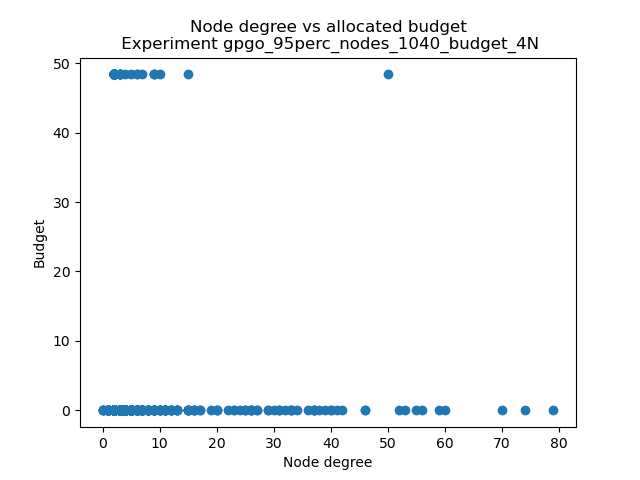 Node degree vs allocated budget
Experiment gpgo_95perc_nodes_1040_budget_4N
50
40
30
20
10
0
Budget
0 10 20 30 40 50 60 70 80
Node degree